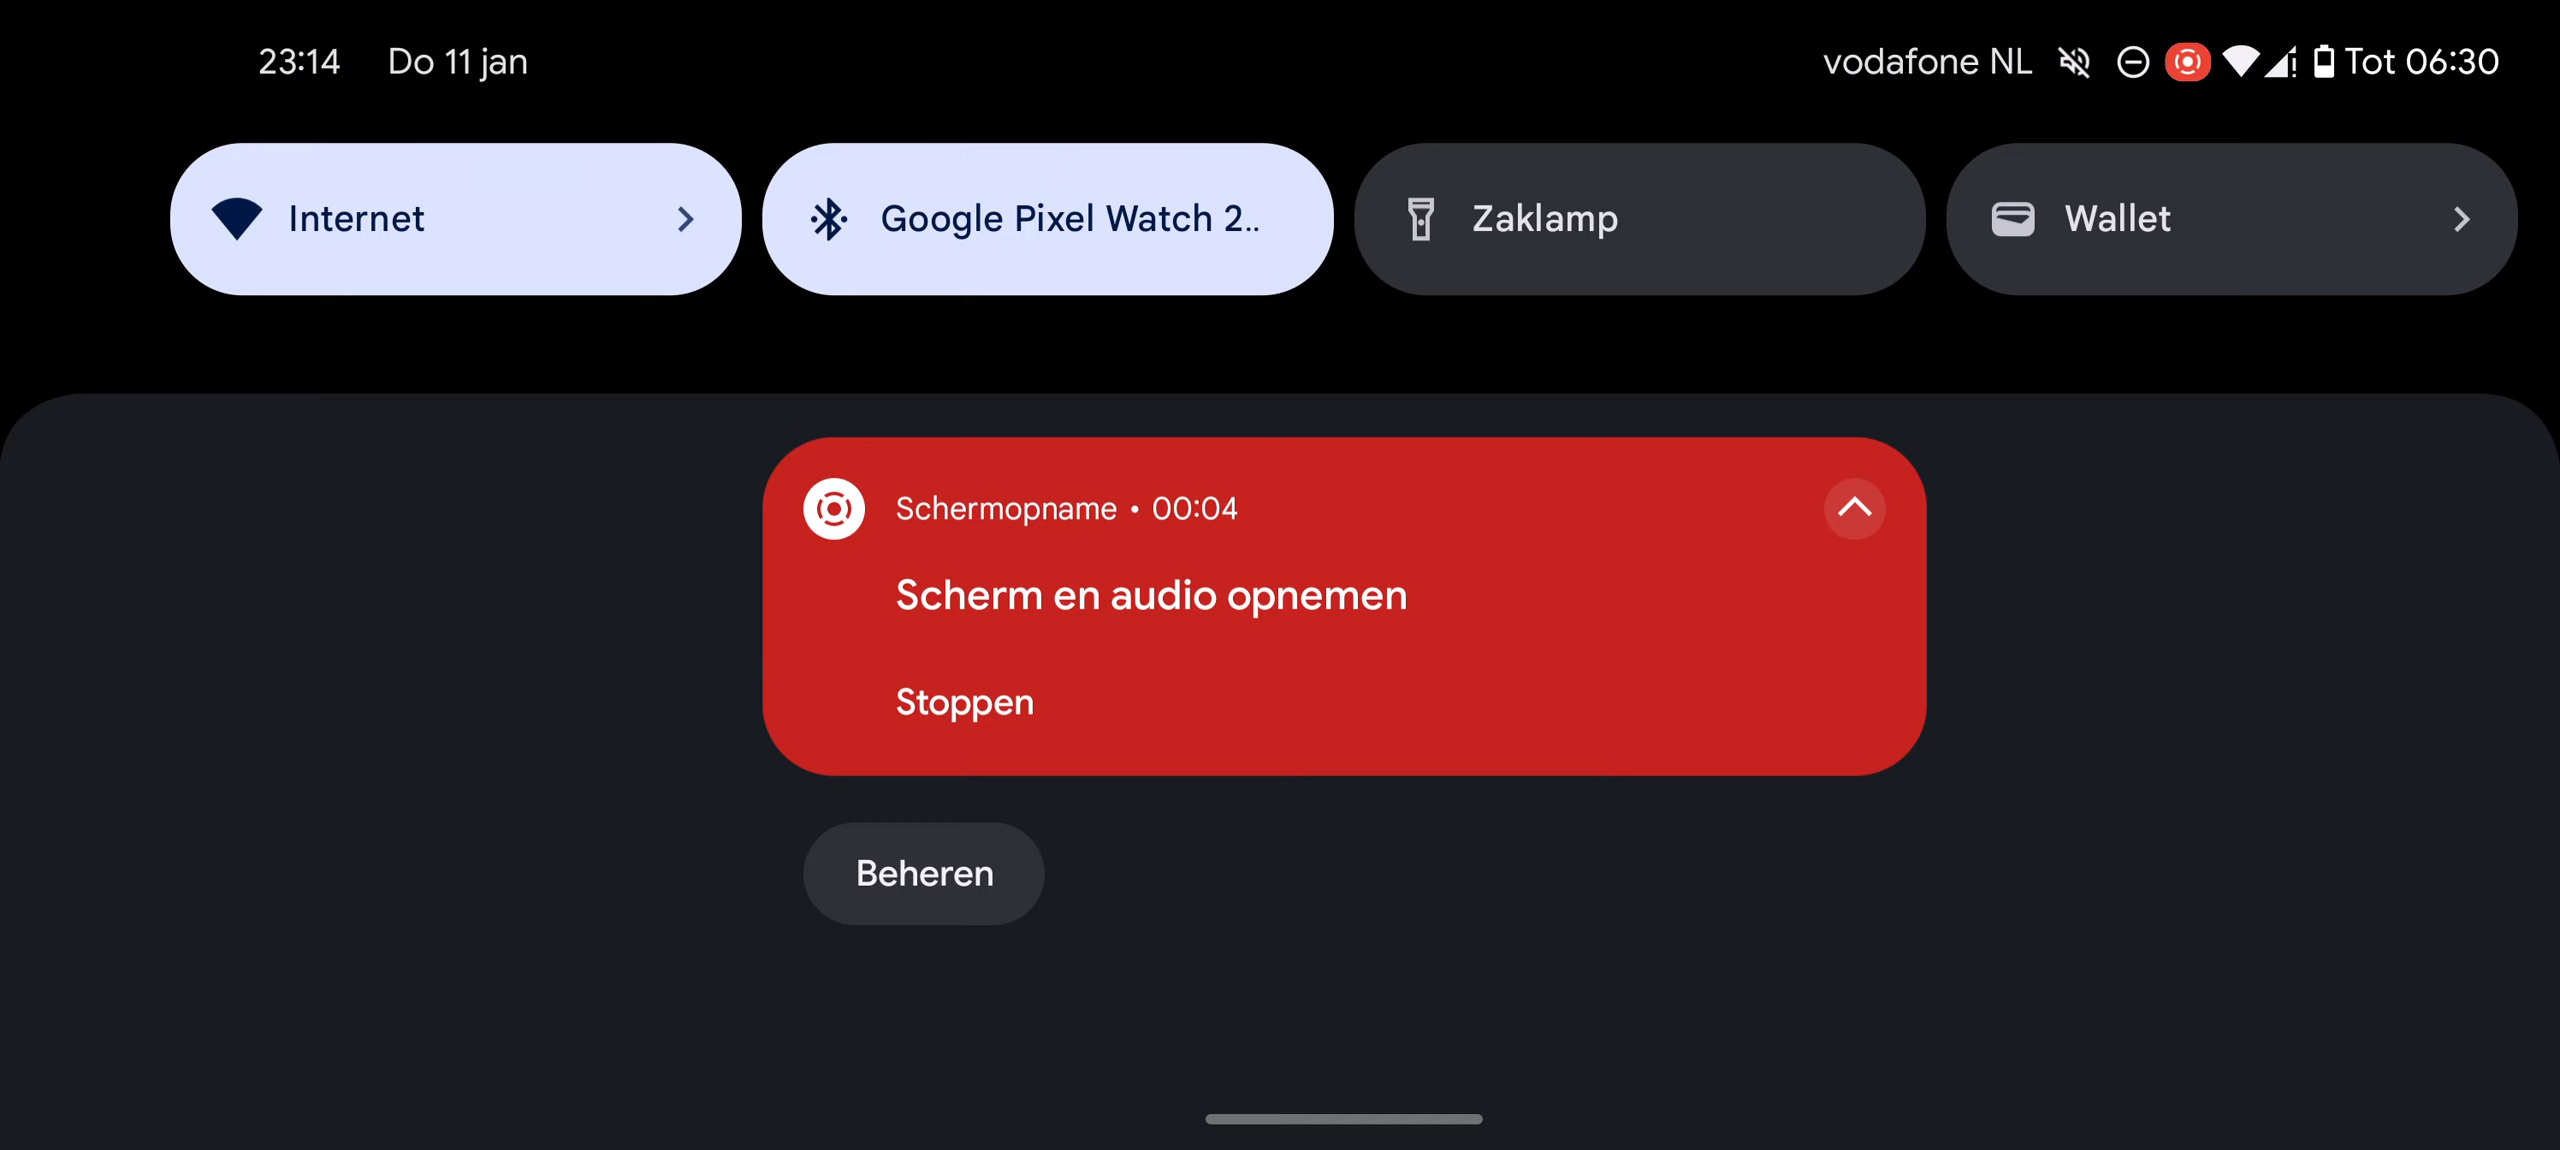 23:14 Do 11 jan vodafone NL Tot 06:30
Internet Google Pixel Watch 2.. Zaklamp Wallet
Schermopname • 00:04
Scherm en audio opnemen
Stoppen
Beheren